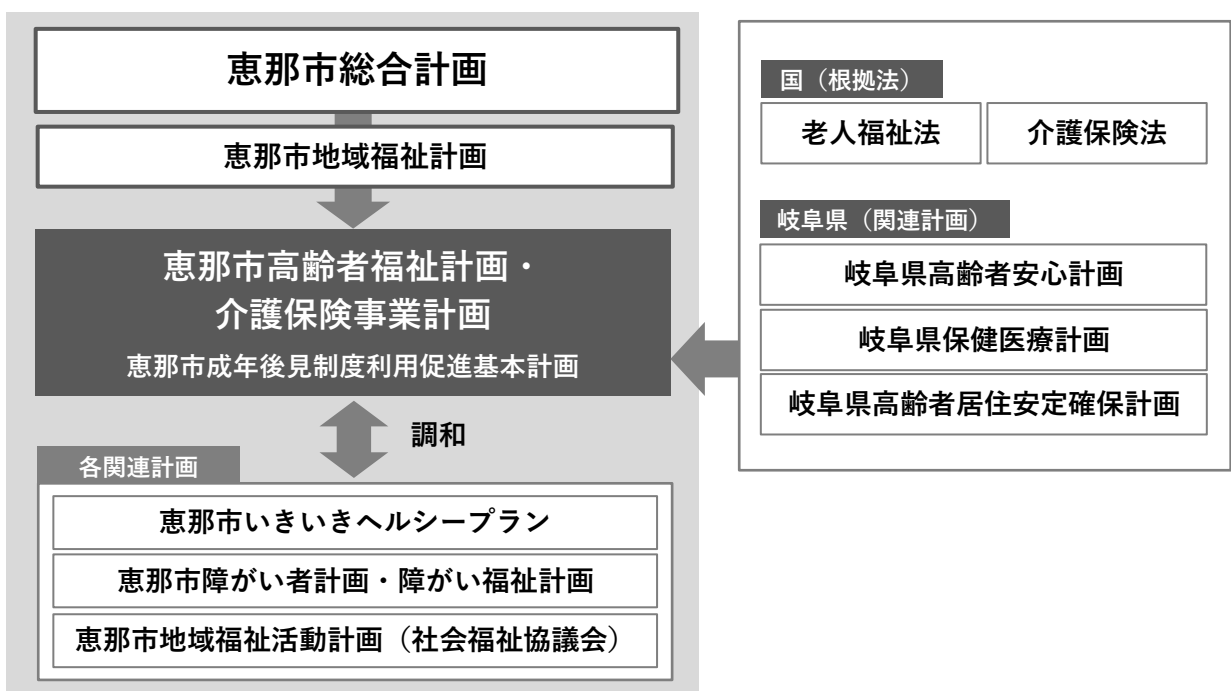 恵那市総合計画
恵那市地域福祉計画
恵那市高齢者福祉計画・
介護保険事業計画
恵那市成年後見制度利用促進基本計画
調和
各関連計画
恵那市いきいきヘルシープラン
恵那市障がい者計画・障がい福祉計画
恵那市地域福祉活動計画（社会福祉協議会）
国（根拠法）
老人福祉法
介護保険法
岐阜県（関連計画）
岐阜県高齢者安心計画
岐阜県保健医療計画
岐阜県高齢者居住安定確保計画